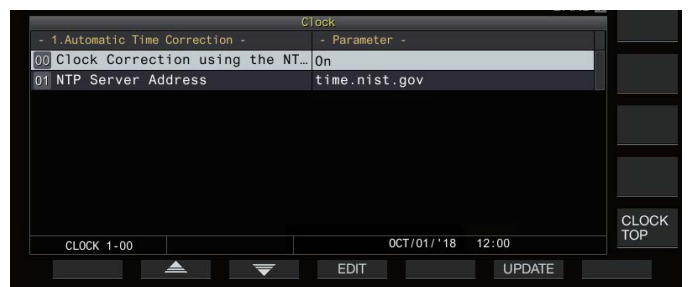 Clock
- 1.Automatic Time Correction - - Parameter -
00 Clock Correction using the NT… On
01 NTP Server Address time.nist.gov
CLOCK 1-00 OCT/01/'18 12:00
CLOCK
TOP
EDIT UPDATE